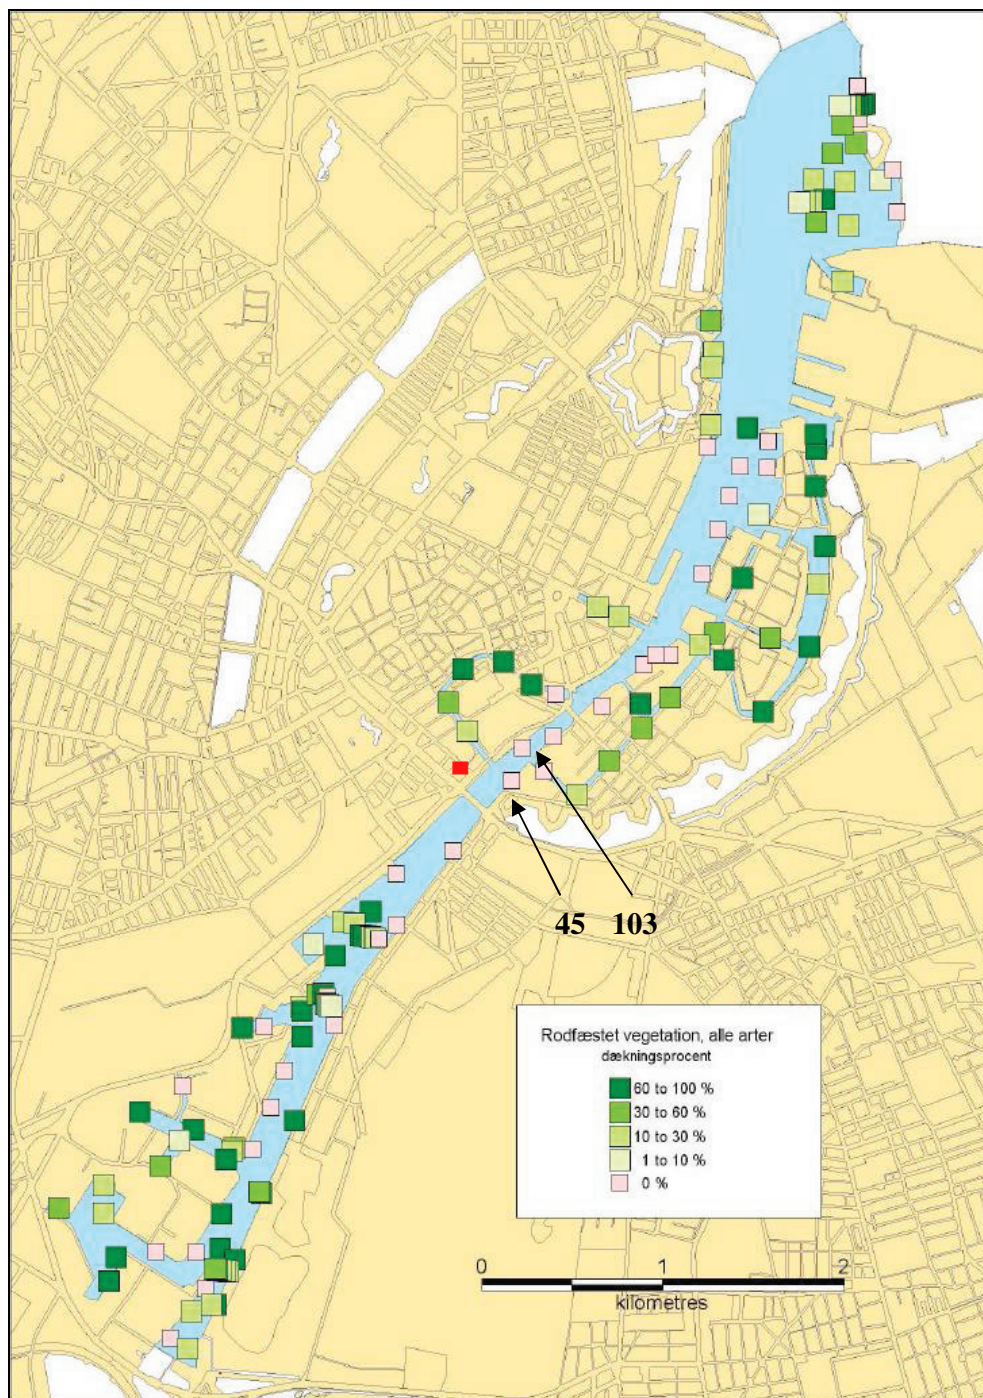 45 103
Rodfæstet vegetation, alle arter
dækningsprocent
60 to 100 %
30 to 60 %
10 to 30 %
1 to 10 %
0 %
0 1 2
kilometres